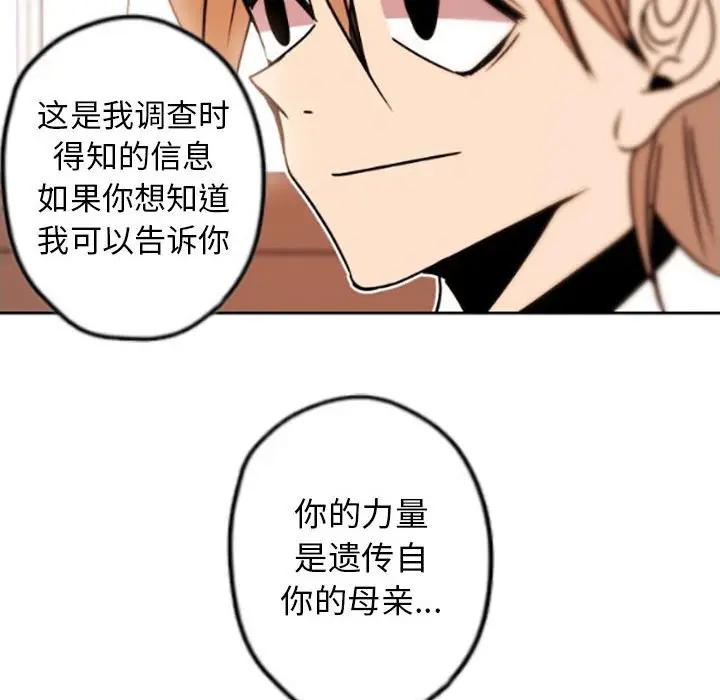 这是我调查时
得知的信息
如果你想知道
我可以告诉你
你的力量
是遗传自
你的母亲...